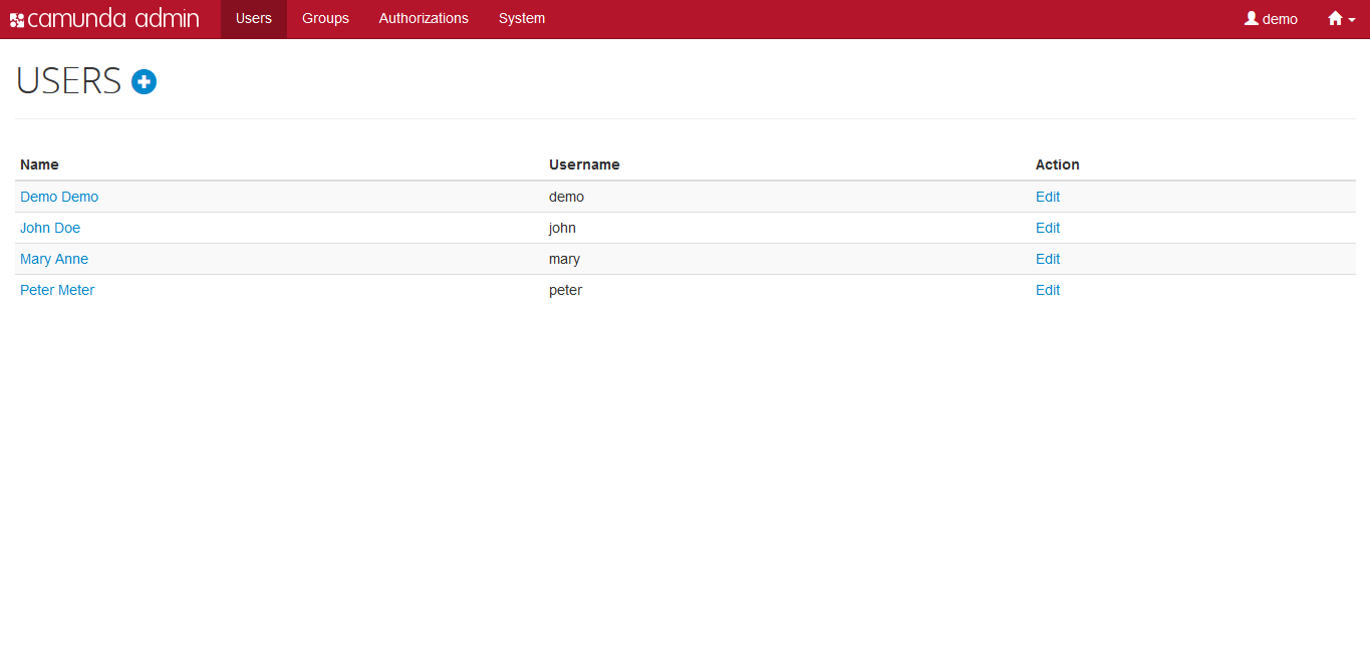 camunda admin Users Groups Authorizations System demo
USERS
Name Username Action
Demo Demo demo Edit
John Doe john Edit
Mary Anne mary Edit
Peter Meter peter Edit